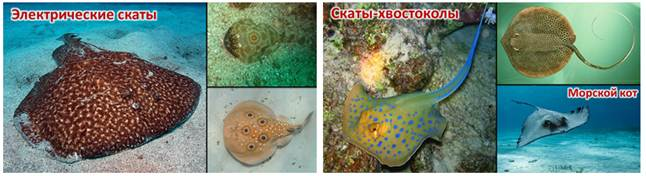 Электрические скаты
Скаты-хвостоколы
Морской кот